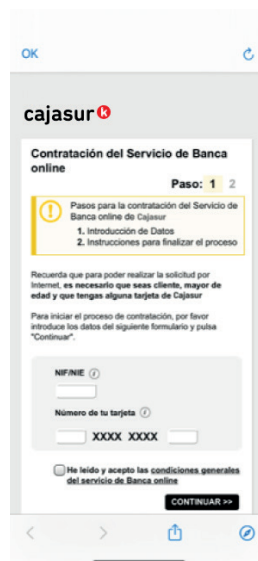 OK
cajasur k
Contratación del Servicio de Banca
online
Paso: 1 2
Pasos para la contratación del Servicio de
Banca online de Cajasur
1. Introducción de Datos
2. Instrucciones para finalizar el proceso
Recuerda que para poder realizar la solicitud por
Internet, es necesario que seas cliente, mayor de
edad y que tengas alguna tarjeta de Cajasur
Para iniciar el proceso de contratación, por favor
introduce los datos del siguiente formulario y pulsa
"Continuar".
NIF/NIE i
Número de tu tarjeta i
XXXX XXXX
He leído y acepto las condiciones generales
del servicio de Banca online
CONTINUAR >>